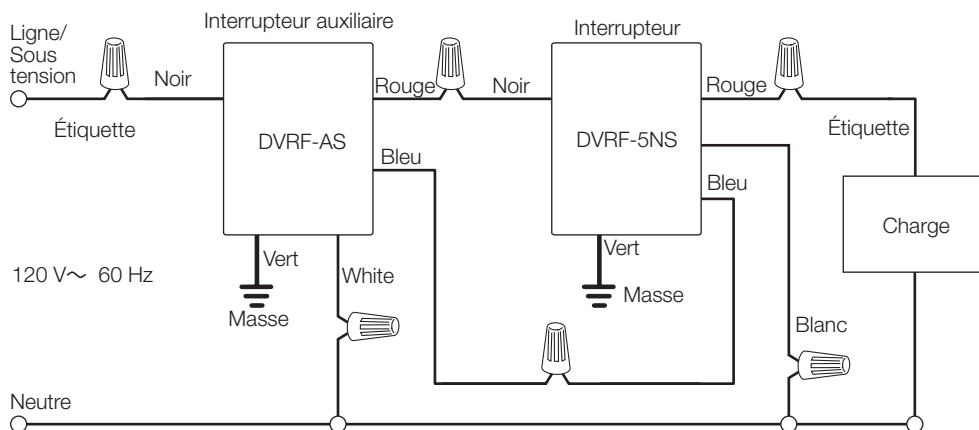 Ligne/
Sous
tension
Interrupteur auxiliaire
Interrupteur
Noir
Rouge
Noir
Rouge
Étiquette
Étiquette
DVRF-AS
DVRF-5NS
Bleu
Bleu
Charge
Vert
Vert
120 V～ 60 Hz
White
Masse
Masse
Blanc
Neutre